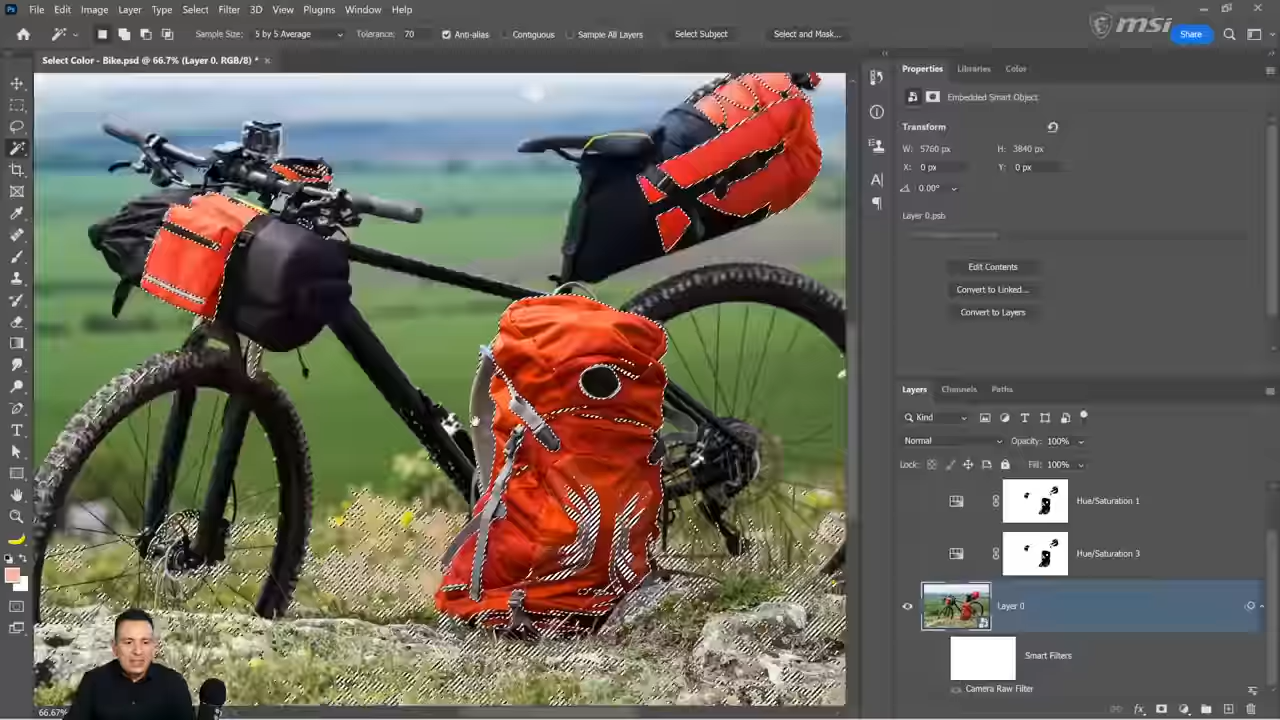 Ps File Edit Image Layer Type Select Filter 3D View Plugins Window Help
msi
Sample Size: 5 by 5 Average Tolerance: 70 Anti-alias Contiguous Sample All Layers Select Subject Select and Mask... Share
Select Color - Bike.psd @ 66.7% (Layer 0, RGB/8) * ×
Properties Libraries Color
Embedded Smart Object
Transform
W: 5760 px H: 3840 px
X: 0 px Y: 0 px
0.00°
Layer 0.psb
Edit Contents
Convert to Linked...
Convert to Layers
Layers Channels Paths
Kind
Normal Opacity: 100%
Lock: Fill: 100%
Hue/Saturation 1
Hue/Saturation 3
Layer 0
Smart Filters
Camera Raw Filter
66.67%